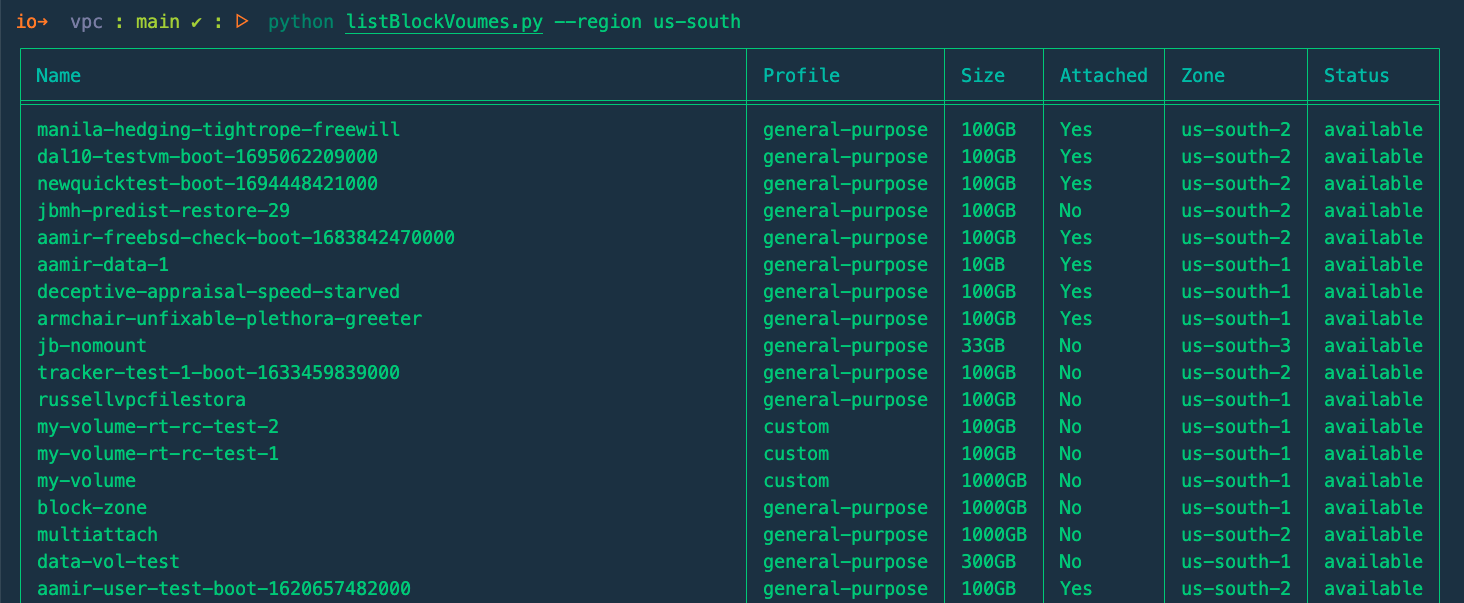 io→ vpc : main ✔ : ▷ python listBlockVoumes.py --region us-south
Name Profile Size Attached Zone Status
manila-hedging-tightrope-freewill general-purpose 100GB Yes us-south-2 available
dal10-testvm-boot-1695062209000 general-purpose 100GB Yes us-south-2 available
newquicktest-boot-1694448421000 general-purpose 100GB Yes us-south-2 available
jbmh-predist-restore-29 general-purpose 100GB No us-south-2 available
aamir-freebsd-check-boot-1683842470000 general-purpose 100GB Yes us-south-2 available
aamir-data-1 general-purpose 10GB Yes us-south-1 available
deceptive-appraisal-speed-starved general-purpose 100GB Yes us-south-1 available
armchair-unfixable-plethora-greeter general-purpose 100GB Yes us-south-1 available
jb-nomount general-purpose 33GB No us-south-3 available
tracker-test-1-boot-1633459839000 general-purpose 100GB No us-south-2 available
russellvpcfilestora general-purpose 100GB No us-south-1 available
my-volume-rt-rc-test-2 custom 100GB No us-south-1 available
my-volume-rt-rc-test-1 custom 100GB No us-south-1 available
my-volume custom 1000GB No us-south-1 available
block-zone general-purpose 1000GB No us-south-1 available
multiattach general-purpose 1000GB No us-south-2 available
data-vol-test general-purpose 300GB No us-south-1 available
aamir-user-test-boot-1620657482000 general-purpose 100GB Yes us-south-2 available